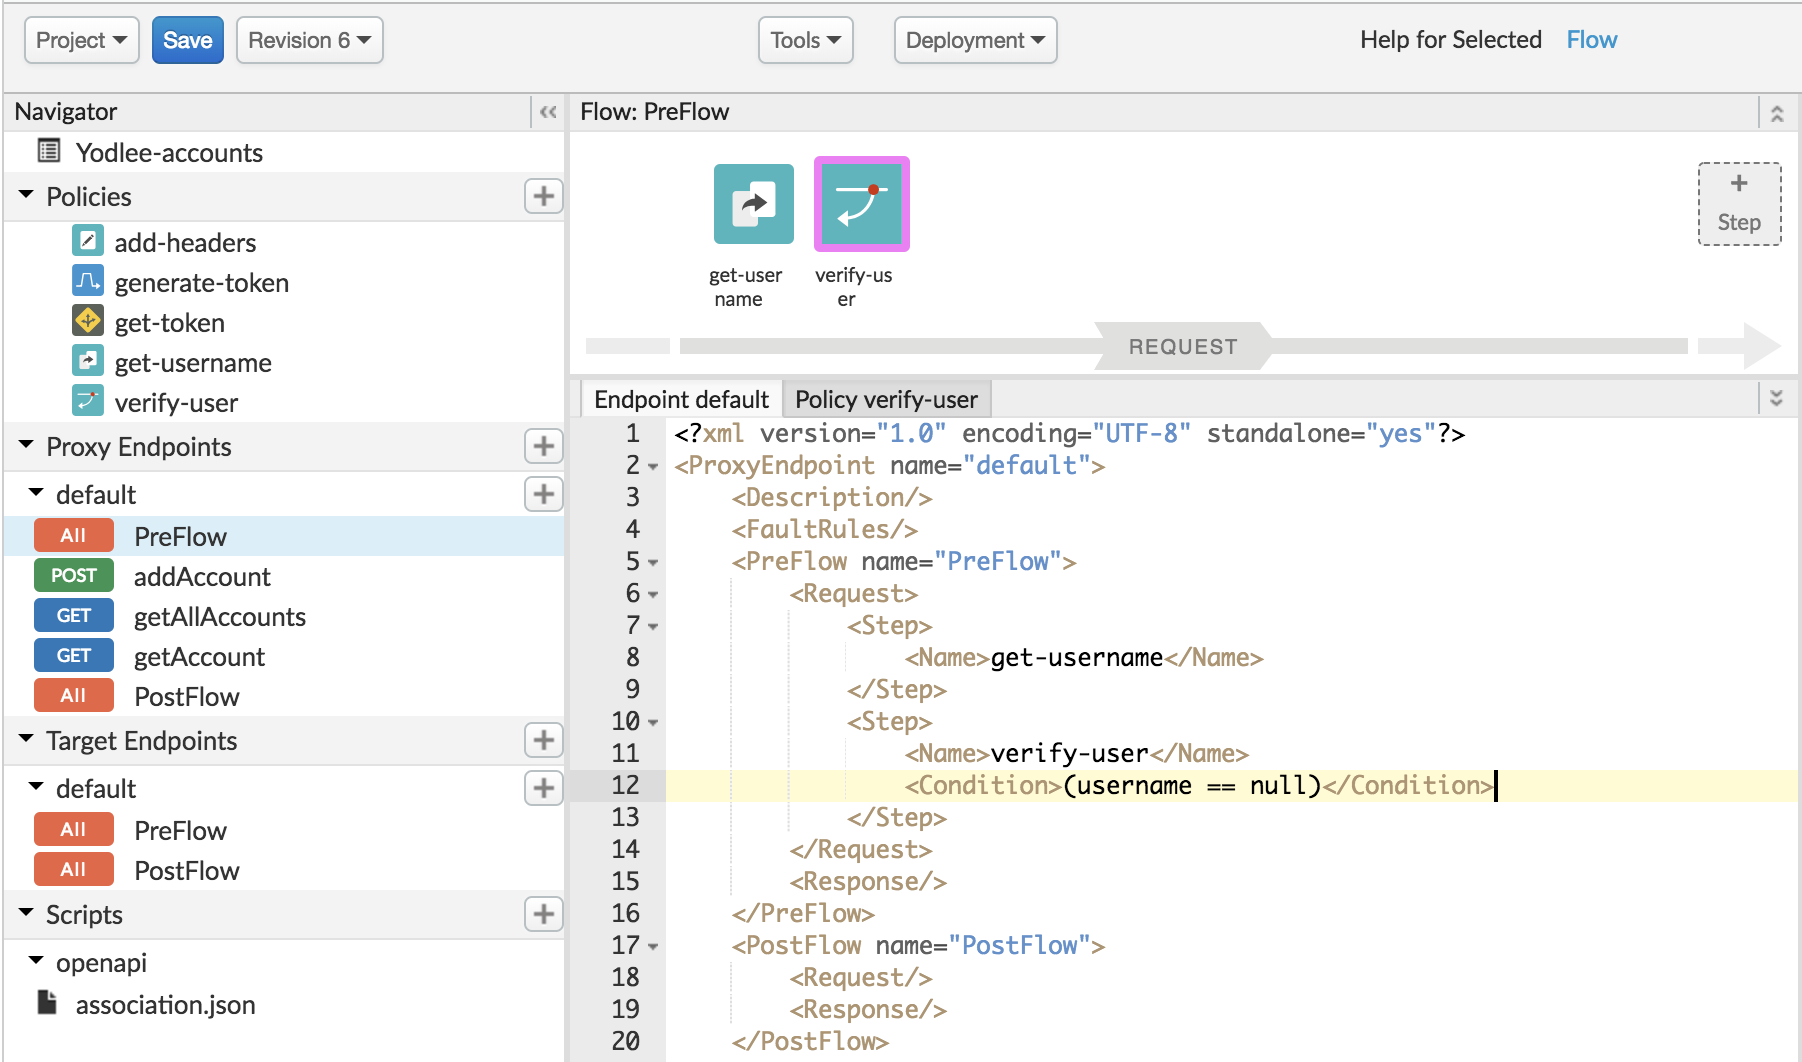 Project
Save
Revision 6
Tools
Deployment
Help for Selected
Flow
Navigator
Yodlee-accounts
Policies
add-headers
generate-token
get-token
get-username
verify-user
Proxy Endpoints
default
All PreFlow
POST addAccount
GET getAllAccounts
GET getAccount
All PostFlow
Target Endpoints
default
All PreFlow
All PostFlow
Scripts
openapi
association.json
Flow: PreFlow
get-user
name
verify-us
er
+
Step
REQUEST
Endpoint default
Policy verify-user
1 <?xml version="1.0" encoding="UTF-8" standalone="yes"?>
2 <ProxyEndpoint name="default">
3 <Description/>
4 <FaultRules/>
5 <PreFlow name="PreFlow">
6 <Request>
7 <Step>
8 <Name>get-username</Name>
9 </Step>
10 <Step>
11 <Name>verify-user</Name>
12 <Condition>(username == null)</Condition>
13 </Step>
14 </Request>
15 <Response/>
16 </PreFlow>
17 <PostFlow name="PostFlow">
18 <Request/>
19 <Response/>
20 </PostFlow>